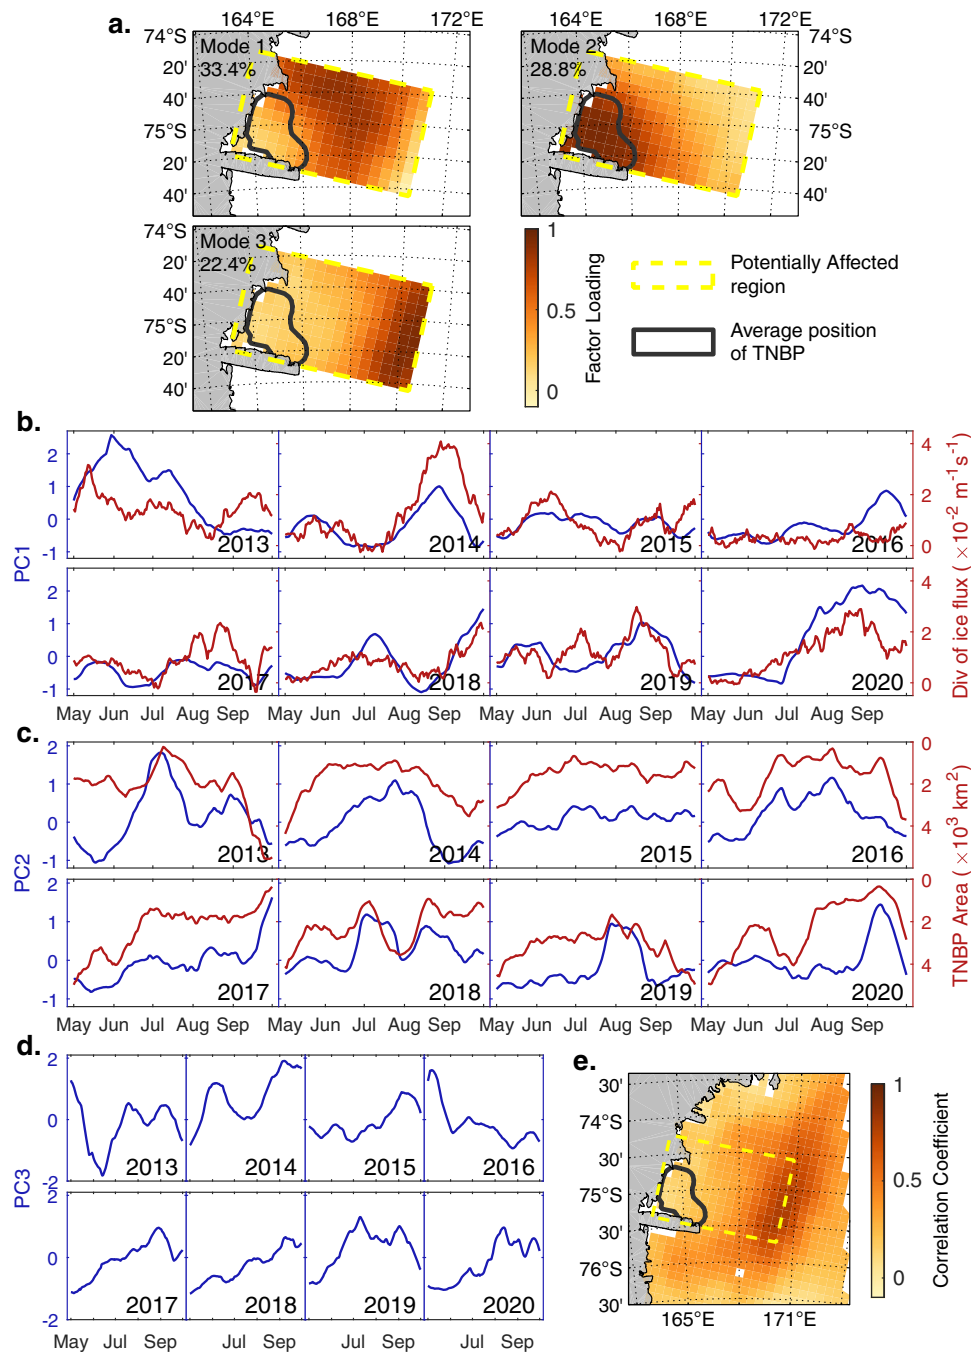 a.
164°E 168°E 172°E
164°E 168°E 172°E
74°S
20'
40'
75°S
20'
40'
Mode 1
33.4%
Mode 2
28.8%
74°S
20'
40'
75°S
20'
40'
74°S
20'
40'
75°S
20'
40'
Mode 3
22.4%
1
0.5
0
Factor Loading
Potentially Affected
region
Average position
of TNBP
b.
PC1
2
1
0
-1
2013
2014
2015
2016
4
2
0
2
1
0
-1
2017
2018
2019
2020
4
2
0
Div of ice flux (×10⁻² m⁻¹ s⁻¹)
May Jun Jul Aug Sep
May Jun Jul Aug Sep
May Jun Jul Aug Sep
May Jun Jul Aug Sep
c.
PC2
2
1
0
-1
2013
2014
2015
2016
0
2
4
2
1
0
-1
2017
2018
2019
2020
0
2
4
TNBP Area (×10³ km²)
May Jun Jul Aug Sep
May Jun Jul Aug Sep
May Jun Jul Aug Sep
May Jun Jul Aug Sep
d.
PC3
2
0
-2
2013
2014
2015
2016
2
0
-2
2017
2018
2019
2020
May Jul Sep
Jul Sep
Jul Sep
Jul Sep
e.
30'
74°S
30'
75°S
30'
76°S
30'
165°E 171°E
1
0.5
0
Correlation Coefficient